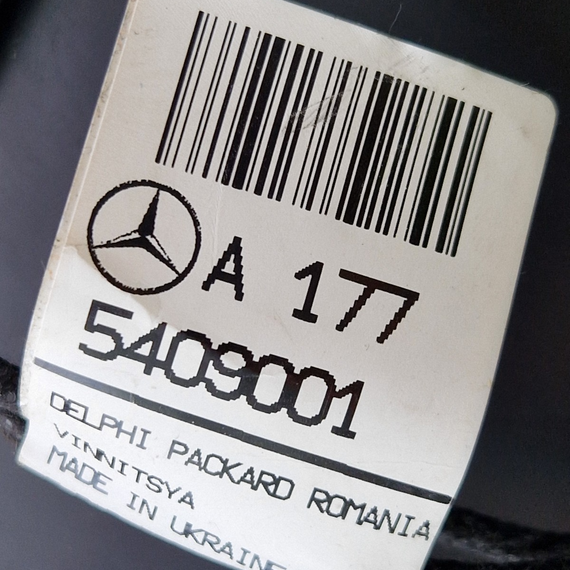 A 177
5409001
DELPHI PACKARD ROMANIA
VINNITSYA
MADE IN UKRAINE